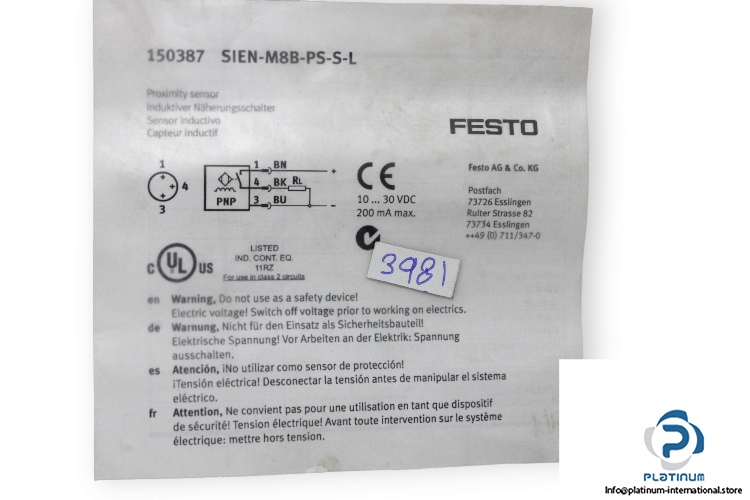 150387 SIEN-M8B-PS-S-L
Proximity sensor
Induktiver Näherungsschalter
Sensor inductivo
Capteur inductif
FESTO
1
4
3
PNP
1 BN +
4 BK RL
3 BU −
CE
10 ... 30 VDC
200 mA max.
Festo AG & Co. KG
Postfach
73726 Esslingen
Ruiter Strasse 82
73734 Esslingen
++49 (0) 711/347-0
C UL US
LISTED
IND. CONT. EQ.
11RZ
For use in class 2 circuits
3981
en Warning, Do not use as a safety device!
Electric voltage! Switch off voltage prior to working on electrics.
de Warnung, Nicht für den Einsatz als Sicherheitsbauteil!
Elektrische Spannung! Vor Arbeiten an der Elektrik: Spannung
ausschalten.
es Atención, ¡No utilizar como sensor de protección!
¡Tensión eléctrica! Desconectar la tensión antes de manipular el sistema
eléctrico.
fr Attention, Ne convient pas pour une utilisation en tant que dispositif
de sécurité! Tension électrique! Avant toute intervention sur le système
électrique: mettre hors tension.
PLATINUM
Info@platinum-international.store